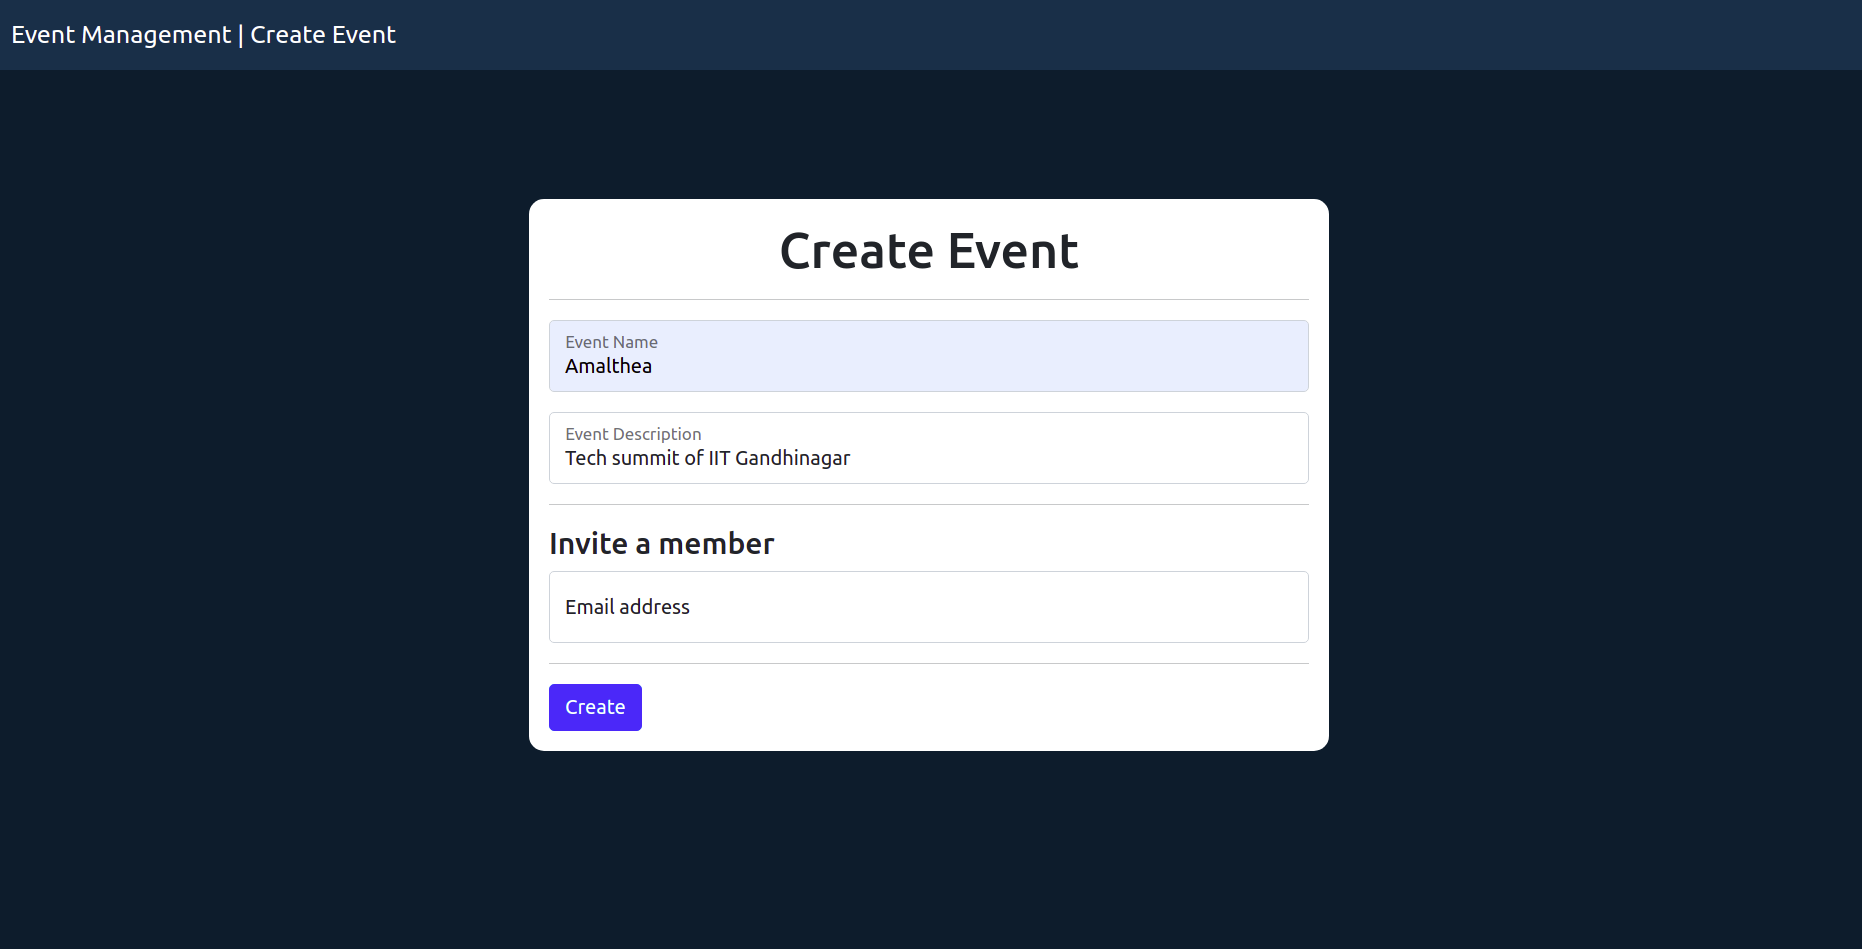 Event Management | Create Event
Create Event
Event Name
Amalthea
Event Description
Tech summit of IIT Gandhinagar
Invite a member
Email address
Create